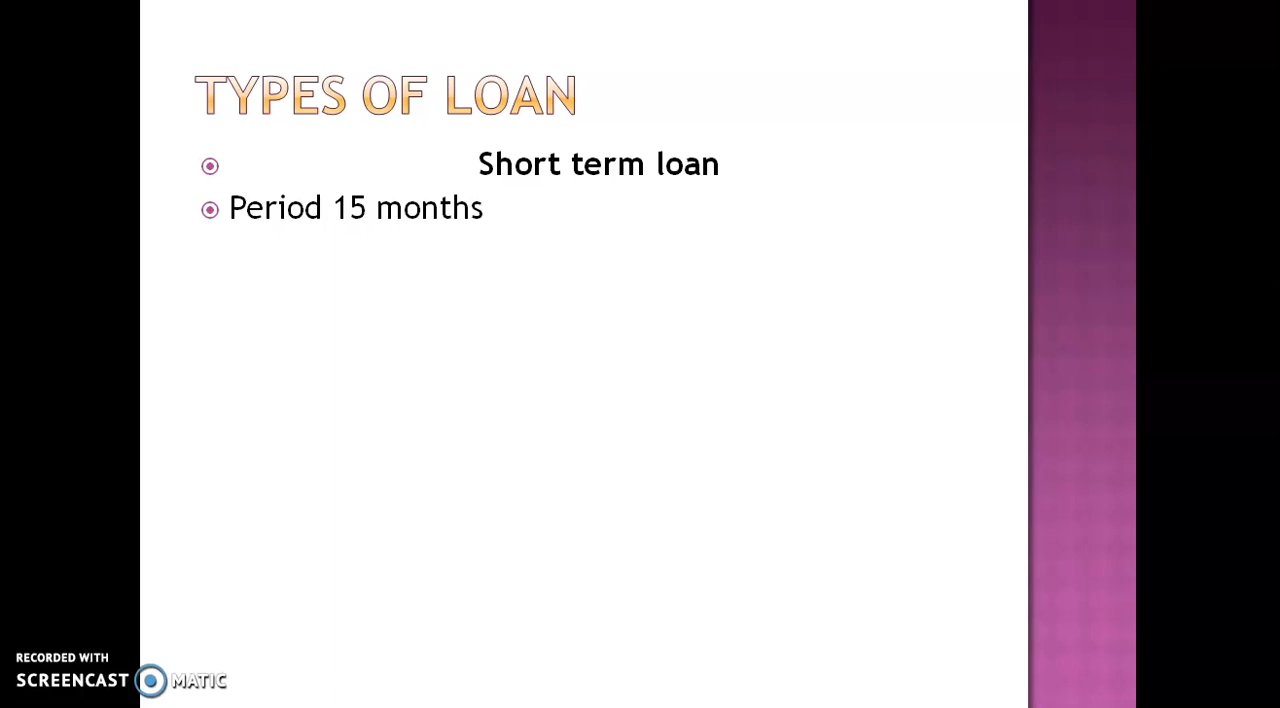 TYPES OF LOAN
Short term loan
Period 15 months
RECORDED WITH
SCREENCAST MATIC